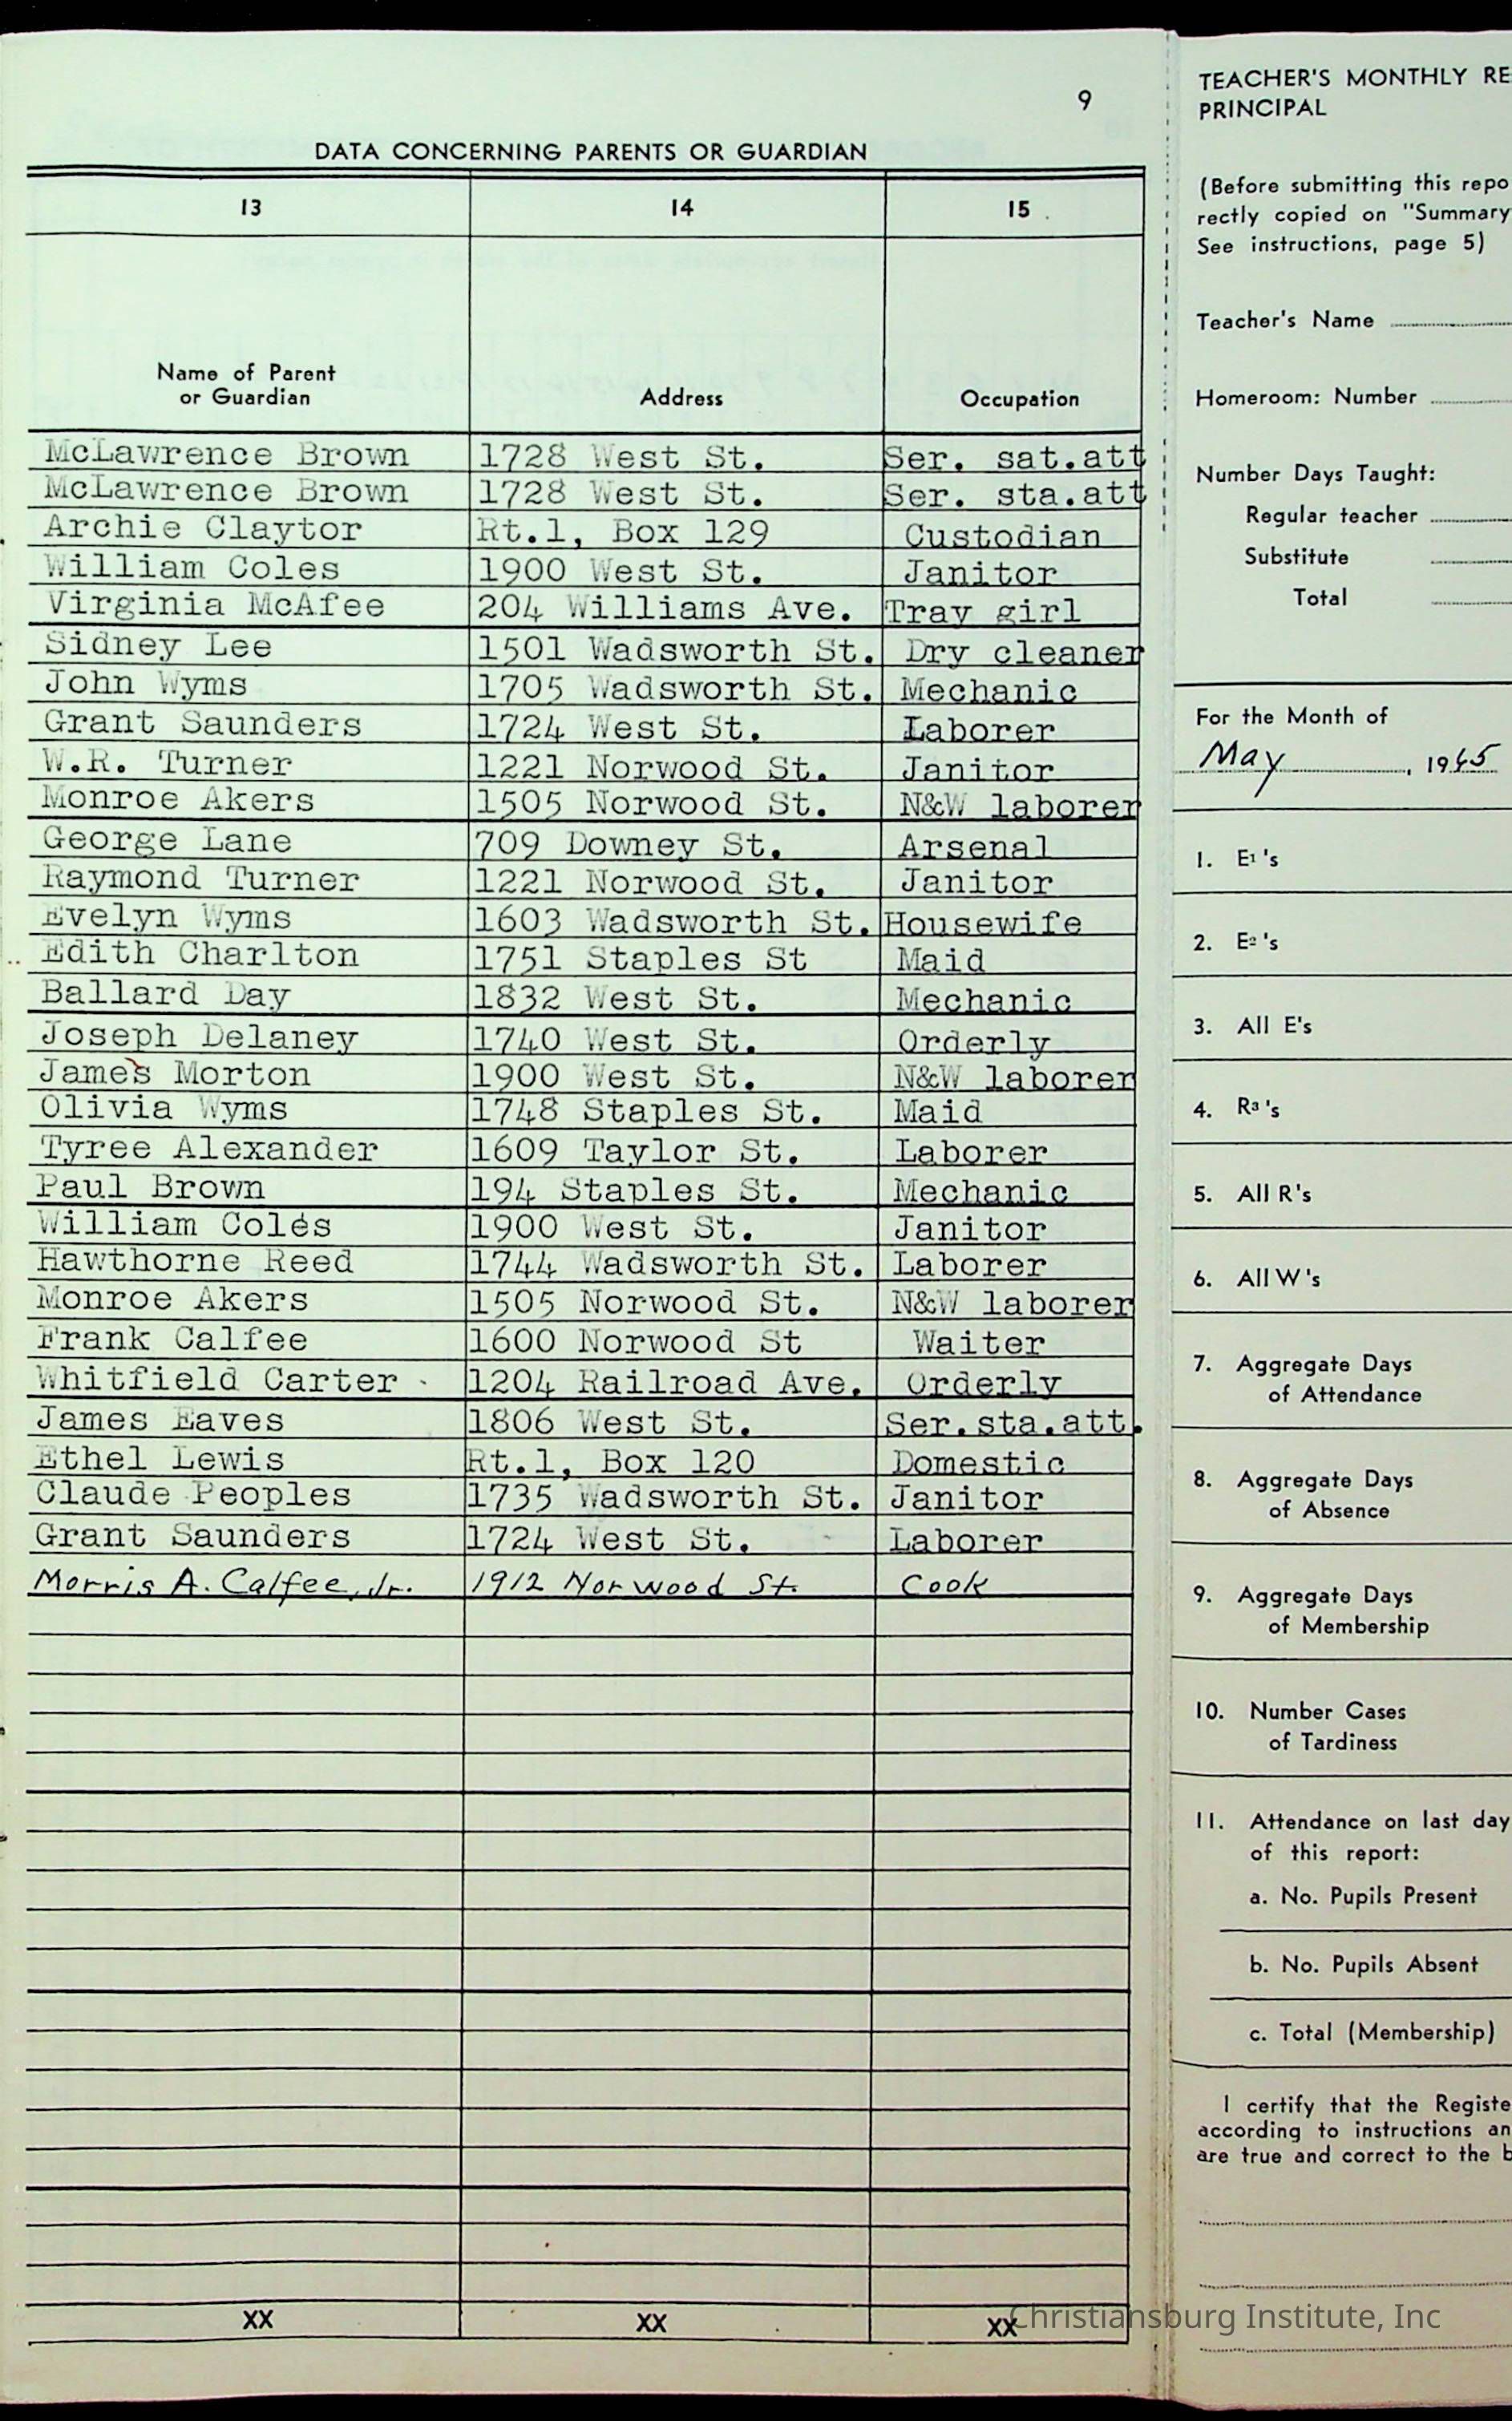 9
DATA CONCERNING PARENTS OR GUARDIAN
13 14 15
Name of Parent
or Guardian Address Occupation
McLawrence Brown 1728 West St. Ser. sat.att
McLawrence Brown 1728 West St. Ser. sta.att
Archie Claytor Rt.1, Box 129 Custodian
William Coles 1900 West St. Janitor
Virginia McAfee 204 Williams Ave. Tray girl
Sidney Lee 1501 Wadsworth St. Dry cleaner
John Wyms 1705 Wadsworth St. Mechanic
Grant Saunders 1724 West St. Laborer
W.R. Turner 1221 Norwood St. Janitor
Monroe Akers 1505 Norwood St. N&W laborer
George Lane 709 Downey St. Arsenal
Raymond Turner 1221 Norwood St. Janitor
Evelyn Wyms 1603 Wadsworth St. Housewife
Edith Charlton 1751 Staples St Maid
Ballard Day 1832 West St. Mechanic
Joseph Delaney 1740 West St. Orderly
James Morton 1900 West St. N&W laborer
Olivia Wyms 1748 Staples St. Maid
Tyree Alexander 1609 Taylor St. Laborer
Paul Brown 194 Staples St. Mechanic
William Coles 1900 West St. Janitor
Hawthorne Reed 1744 Wadsworth St. Laborer
Monroe Akers 1505 Norwood St. N&W laborer
Frank Calfee 1600 Norwood St Waiter
Whitfield Carter 1204 Railroad Ave. Orderly
James Eaves 1806 West St. Ser.sta.att.
Ethel Lewis Rt.1, Box 120 Domestic
Claude Peoples 1735 Wadsworth St. Janitor
Grant Saunders 1724 West St. Laborer
Morris A. Calfee, Jr. 1912 Norwood St. Cook
XX XX XX
TEACHER'S MONTHLY RE
PRINCIPAL
(Before submitting this repo
rectly copied on "Summary
See instructions, page 5)
Teacher's Name
Homeroom: Number
Number Days Taught:
Regular teacher
Substitute
Total
For the Month of
May, 1965
1. E1's
2. E2's
3. All E's
4. R3's
5. All R's
6. All W's
7. Aggregate Days
of Attendance
8. Aggregate Days
of Absence
9. Aggregate Days
of Membership
10. Number Cases
of Tardiness
11. Attendance on last day
of this report:
a. No. Pupils Present
b. No. Pupils Absent
c. Total (Membership)
I certify that the Registe
according to instructions an
are true and correct to the b
Christiansburg Institute, Inc